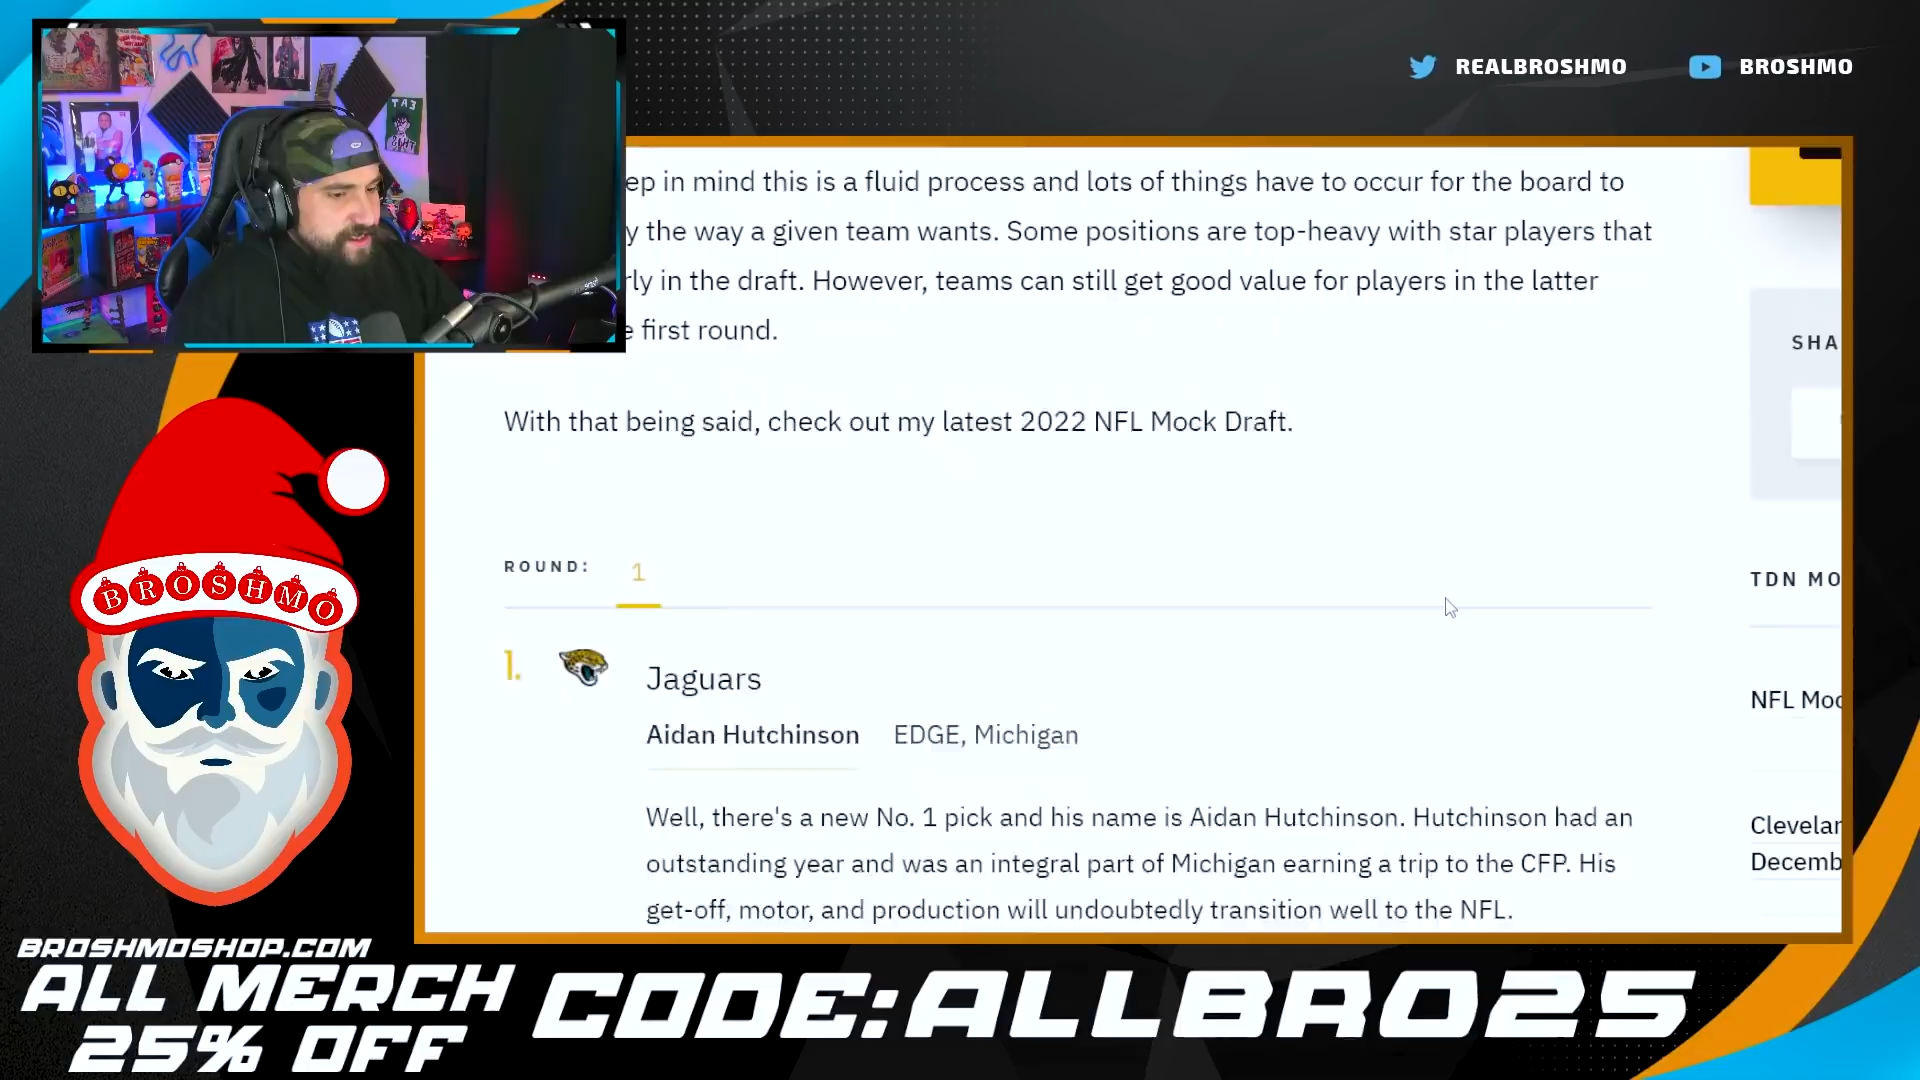 REALBROSHMO
BROSHMO
ep in mind this is a fluid process and lots of things have to occur for the board to
y the way a given team wants. Some positions are top-heavy with star players that
rly in the draft. However, teams can still get good value for players in the latter
e first round.
With that being said, check out my latest 2022 NFL Mock Draft.
ROUND: 1
1. Jaguars
Aidan Hutchinson EDGE, Michigan
Well, there's a new No. 1 pick and his name is Aidan Hutchinson. Hutchinson had an
outstanding year and was an integral part of Michigan earning a trip to the CFP. His
get-off, motor, and production will undoubtedly transition well to the NFL.
SHA
TDN MO
NFL Moc
Clevelar
Decemb
BROSHMO
BROSHMOSHOP.COM
ALL MERCH
25% OFF
CODE:ALLBRO25